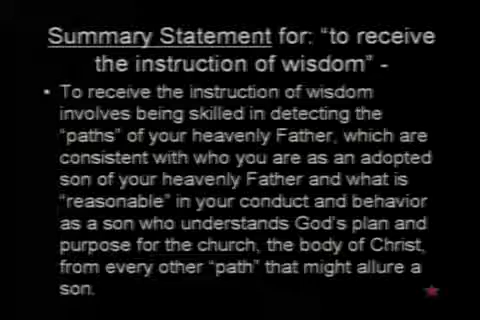 Summary Statement for: “to receive
the instruction of wisdom” -
• To receive the instruction of wisdom
involves being skilled in detecting the
“paths” of your heavenly Father, which are
consistent with who you are as an adopted
son of your heavenly Father and what is
“reasonable” in your conduct and behavior
as a son who understands God’s plan and
purpose for the church, the body of Christ,
from every other “path” that might allure a
son.